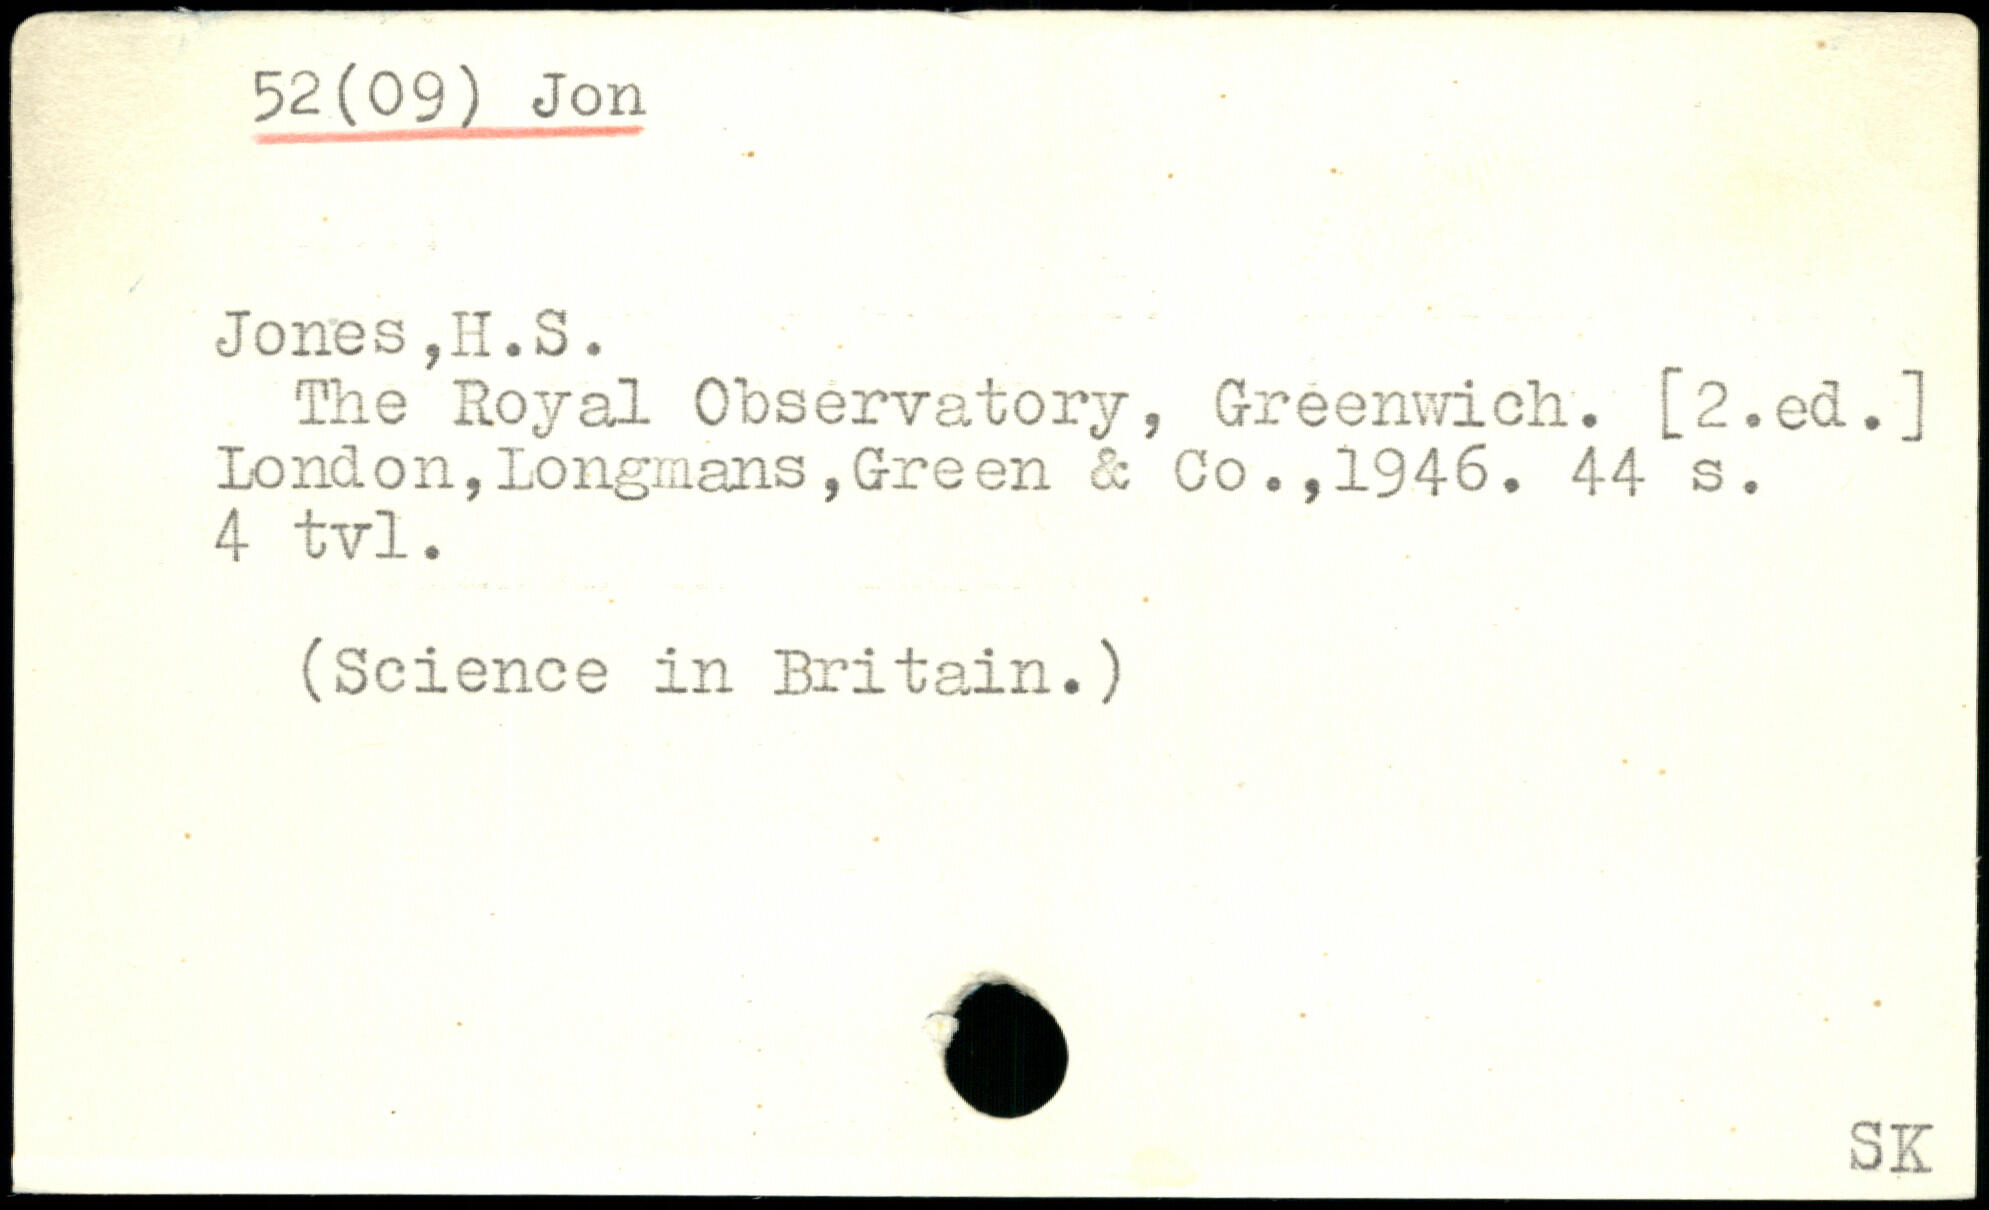 52(09) Jon
Jones,H.S.
The Royal Observatory, Greenwich. [2.ed.]
London,Longmans,Green & Co.,1946. 44 s.
4 tvl.
(Science in Britain.)
SK